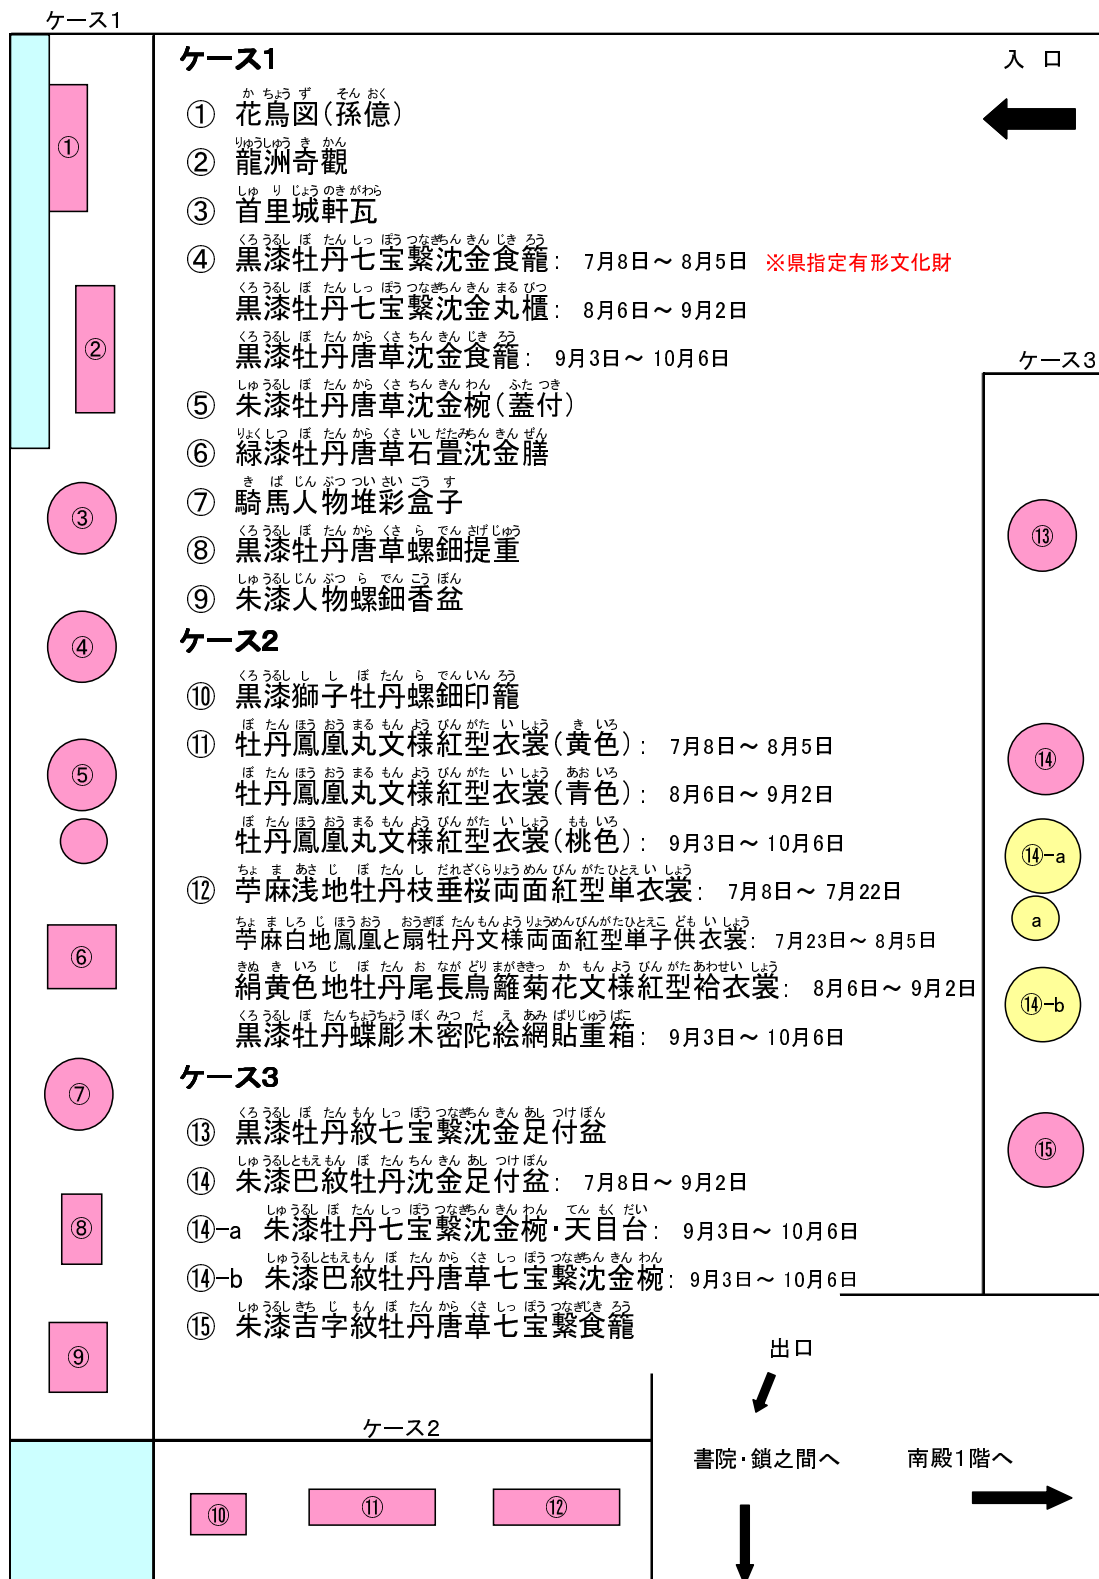 ケース1
ケース1
入 口
① 花鳥図(孫億)
② 龍洲奇觀
③ 首里城軒瓦
④ 黒漆牡丹七宝繋沈金食籠: 7月8日～8月5日 ※県指定有形文化財
黒漆牡丹七宝繋沈金丸櫃: 8月6日～9月2日
黒漆牡丹唐草沈金食籠: 9月3日～10月6日
⑤ 朱漆牡丹唐草沈金椀(蓋付)
⑥ 緑漆牡丹唐草石畳沈金膳
⑦ 騎馬人物堆彩盒子
⑧ 黒漆牡丹唐草螺鈿提重
⑨ 朱漆人物螺鈿香盆
ケース2
⑩ 黒漆獅子牡丹螺鈿印籠
⑪ 牡丹鳳凰丸文様紅型衣裳(黄色): 7月8日～8月5日
牡丹鳳凰丸文様紅型衣裳(青色): 8月6日～9月2日
牡丹鳳凰丸文様紅型衣裳(桃色): 9月3日～10月6日
⑫ 苧麻浅地牡丹枝垂桜両面紅型単衣裳: 7月8日～7月22日
苧麻白地鳳凰と扇牡丹文様両面紅型単子供衣裳: 7月23日～8月5日
絹黄色地牡丹尾長鳥籬菊花文様紅型袷衣裳: 8月6日～9月2日
黒漆牡丹蝶彫木密陀絵網貼重箱: 9月3日～10月6日
ケース3
⑬ 黒漆牡丹紋七宝繋沈金足付盆
⑭ 朱漆巴紋牡丹沈金足付盆: 7月8日～9月2日
⑭-a 朱漆牡丹七宝繋沈金椀・天目台: 9月3日～10月6日
⑭-b 朱漆巴紋牡丹唐草七宝繋沈金椀: 9月3日～10月6日
⑮ 朱漆吉字紋牡丹唐草七宝繋食籠
①
②
③
④
⑤
⑥
⑦
⑧
⑨
ケース3
⑬
⑭
⑭-a
a
⑭-b
⑮
出口
ケース2
書院・鎖之間へ
南殿1階へ
⑩
⑪
⑫